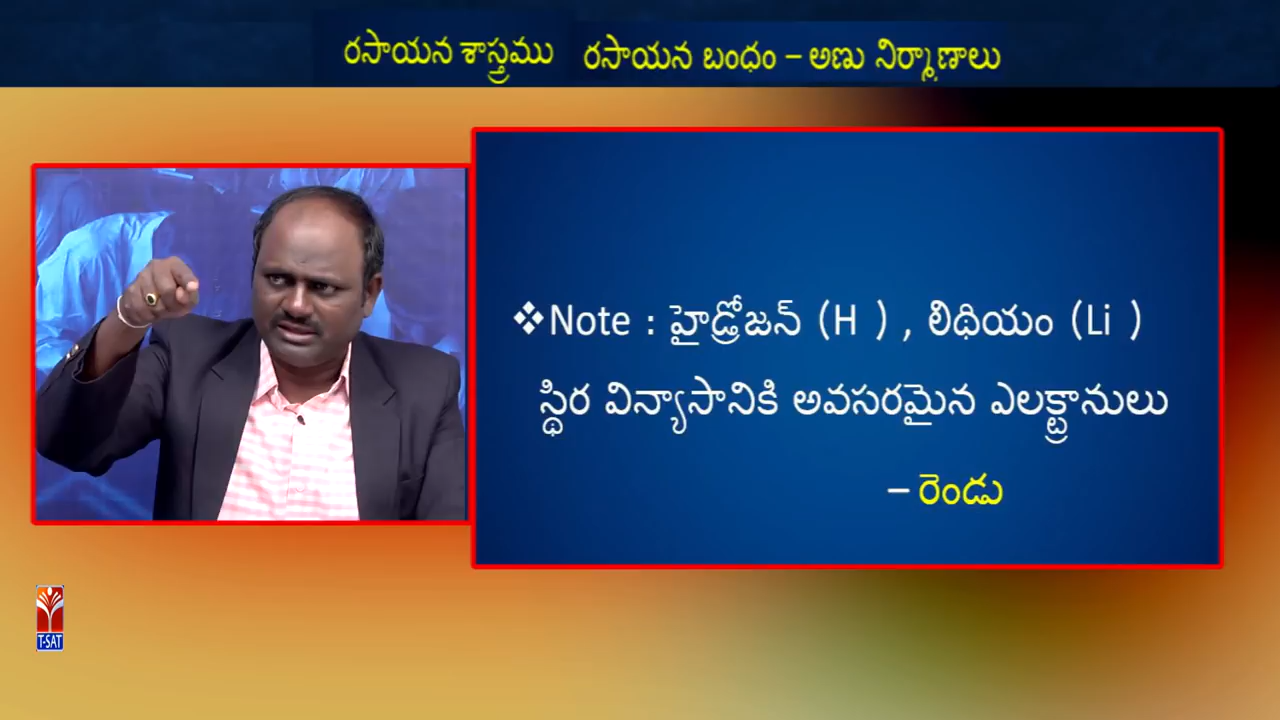 రసాయన శాస్త్రము రసాయన బంధం – అణు నిర్మాణాలు
❖Note : హైడ్రోజన్ (H ) , లిథియం (Li )
స్థిర విన్యాసానికి అవసరమైన ఎలక్ట్రానులు
– రెండు
T-SAT